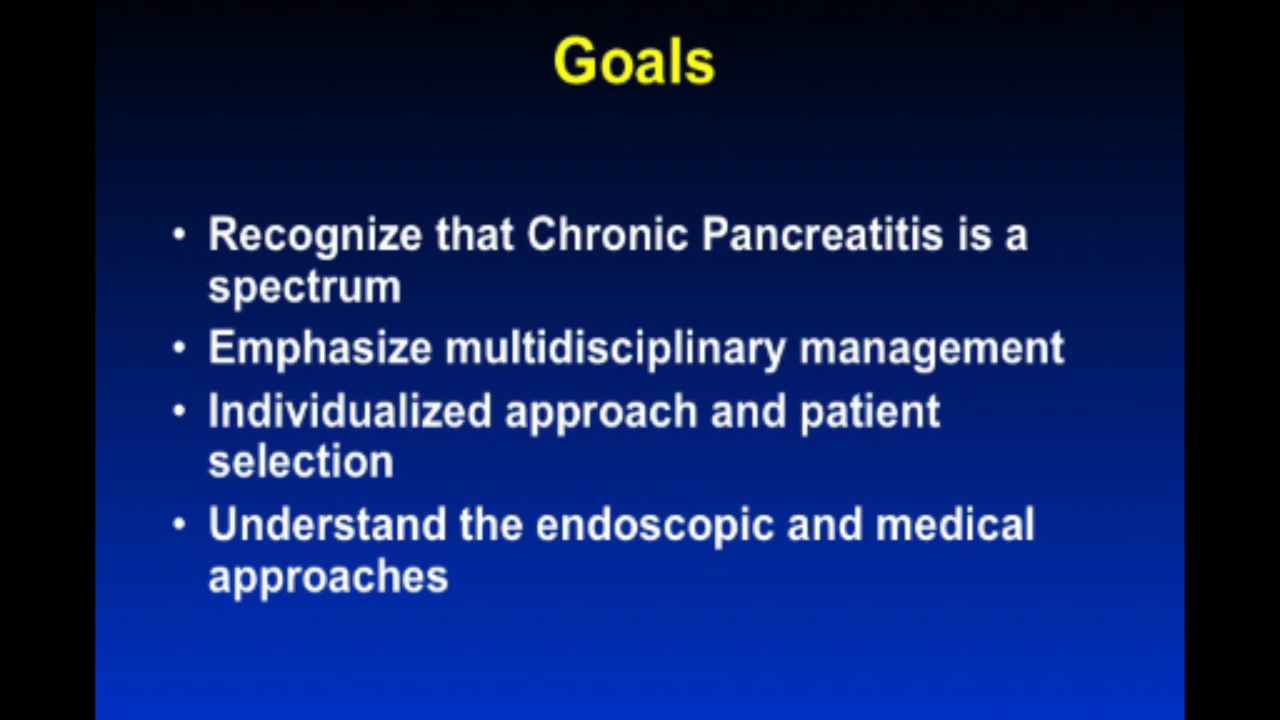 Goals
• Recognize that Chronic Pancreatitis is a
spectrum
• Emphasize multidisciplinary management
• Individualized approach and patient
selection
• Understand the endoscopic and medical
approaches